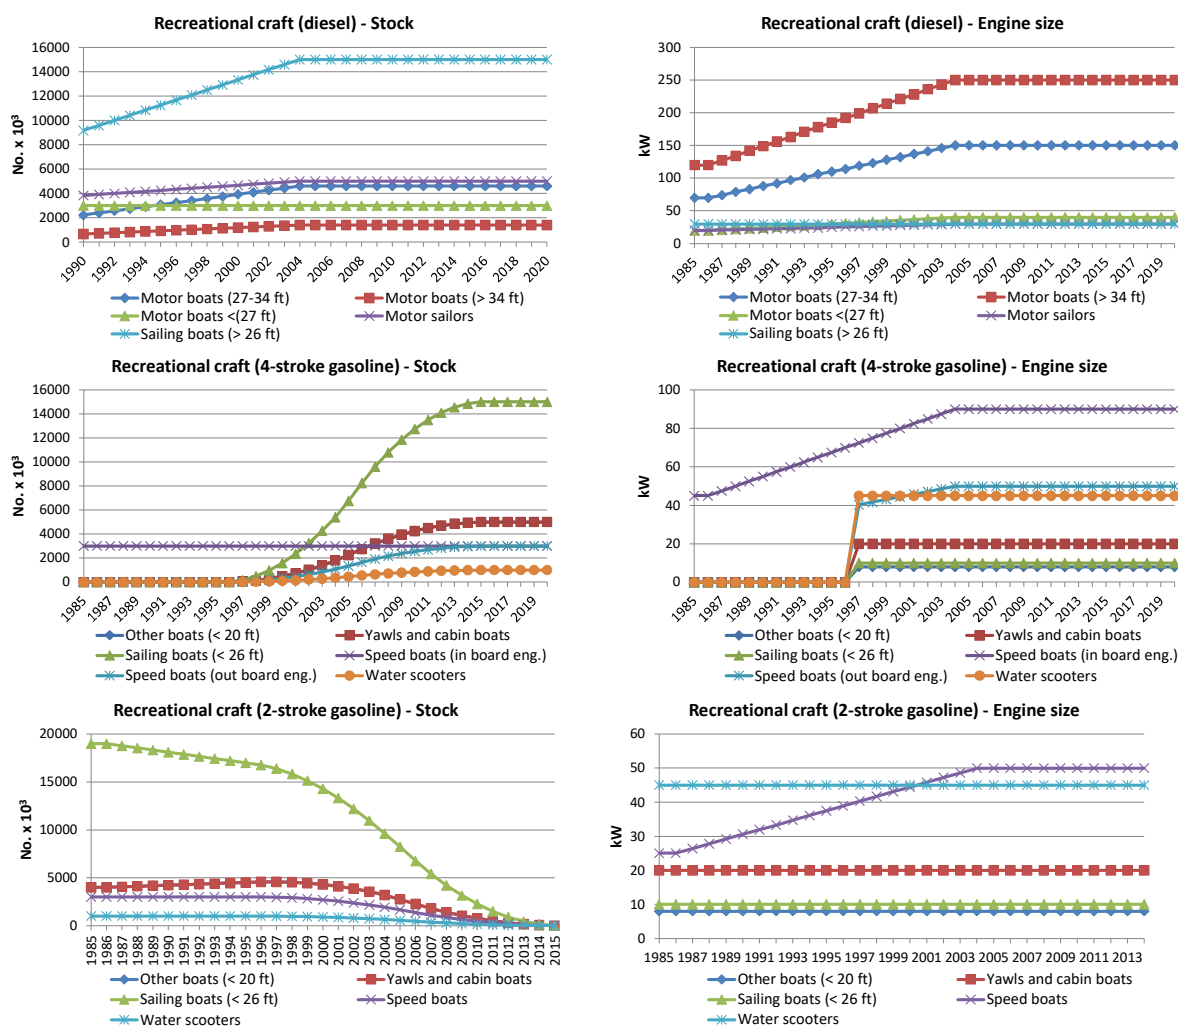 Recreational craft (diesel) - Stock
No. x 10³
16000
14000
12000
10000
8000
6000
4000
2000
0
1990 1992 1994 1996 1998 2000 2002 2004 2006 2008 2010 2012 2014 2016 2018 2020
Motor boats (27-34 ft) Motor boats (> 34 ft)
Motor boats <(27 ft) Motor sailors
Sailing boats (> 26 ft)
Recreational craft (diesel) - Engine size
kW
300
250
200
150
100
50
0
1985 1987 1989 1991 1993 1995 1997 1999 2001 2003 2005 2007 2009 2011 2013 2015 2017 2019
Motor boats (27-34 ft) Motor boats (> 34 ft)
Motor boats <(27 ft) Motor sailors
Sailing boats (> 26 ft)
Recreational craft (4-stroke gasoline) - Stock
No. x 10³
16000
14000
12000
10000
8000
6000
4000
2000
0
1985 1987 1989 1991 1993 1995 1997 1999 2001 2003 2005 2007 2009 2011 2013 2015 2017 2019
Other boats (< 20 ft) Yawls and cabin boats
Sailing boats (< 26 ft) Speed boats (in board eng.)
Speed boats (out board eng.) Water scooters
Recreational craft (4-stroke gasoline) - Engine size
kW
100
80
60
40
20
0
1985 1987 1989 1991 1993 1995 1997 1999 2001 2003 2005 2007 2009 2011 2013 2015 2017 2019
Other boats (< 20 ft) Yawls and cabin boats
Sailing boats (< 26 ft) Speed boats (in board eng.)
Speed boats (out board eng.) Water scooters
Recreational craft (2-stroke gasoline) - Stock
No. x 10³
20000
15000
10000
5000
0
1985 1986 1987 1988 1989 1990 1991 1992 1993 1994 1995 1996 1997 1998 1999 2000 2001 2002 2003 2004 2005 2006 2007 2008 2009 2010 2011 2012 2013 2014 2015
Other boats (< 20 ft) Yawls and cabin boats
Sailing boats (< 26 ft) Speed boats
Water scooters
Recreational craft (2-stroke gasoline) - Engine size
kW
60
50
40
30
20
10
0
1985 1987 1989 1991 1993 1995 1997 1999 2001 2003 2005 2007 2009 2011 2013
Other boats (< 20 ft) Yawls and cabin boats
Sailing boats (< 26 ft) Speed boats
Water scooters